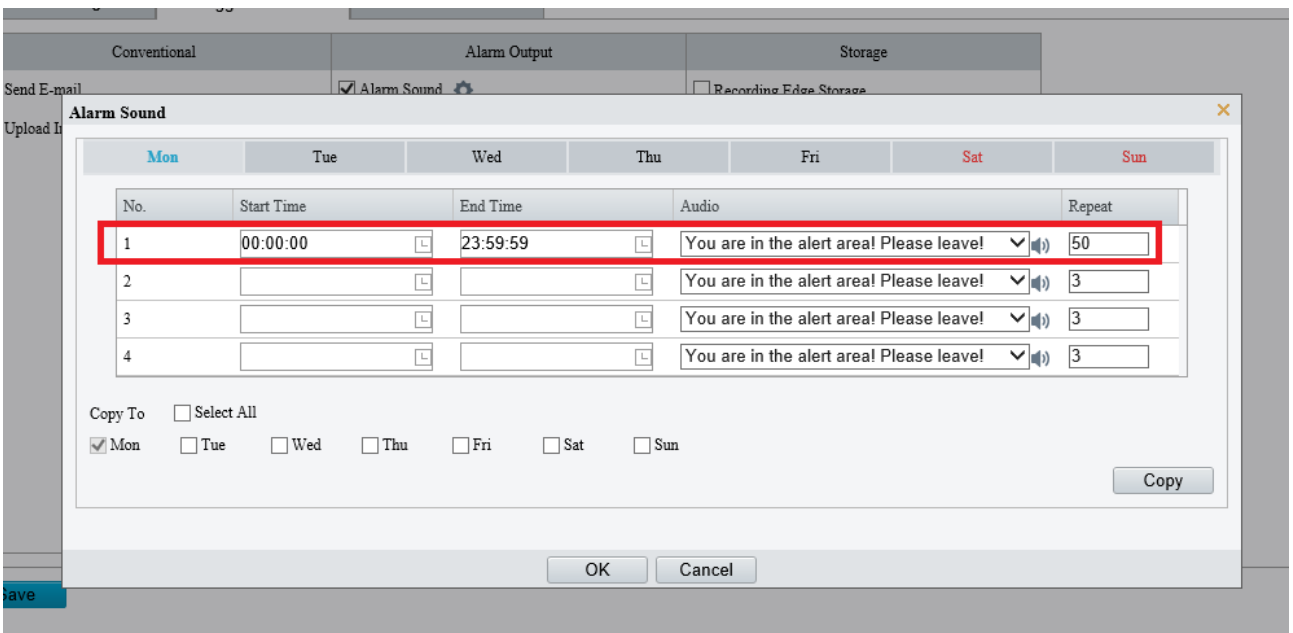 Conventional Alarm Output Storage
Send E-mail Alarm Sound Recording Edge Storage
Alarm Sound
Upload
Mon Tue Wed Thu Fri Sat Sun
No. Start Time End Time Audio Repeat
1 00:00:00 23:59:59 You are in the alert area! Please leave! 50
2 You are in the alert area! Please leave! 3
3 You are in the alert area! Please leave! 3
4 You are in the alert area! Please leave! 3
Copy To Select All
Mon Tue Wed Thu Fri Sat Sun
Copy
OK Cancel
Save